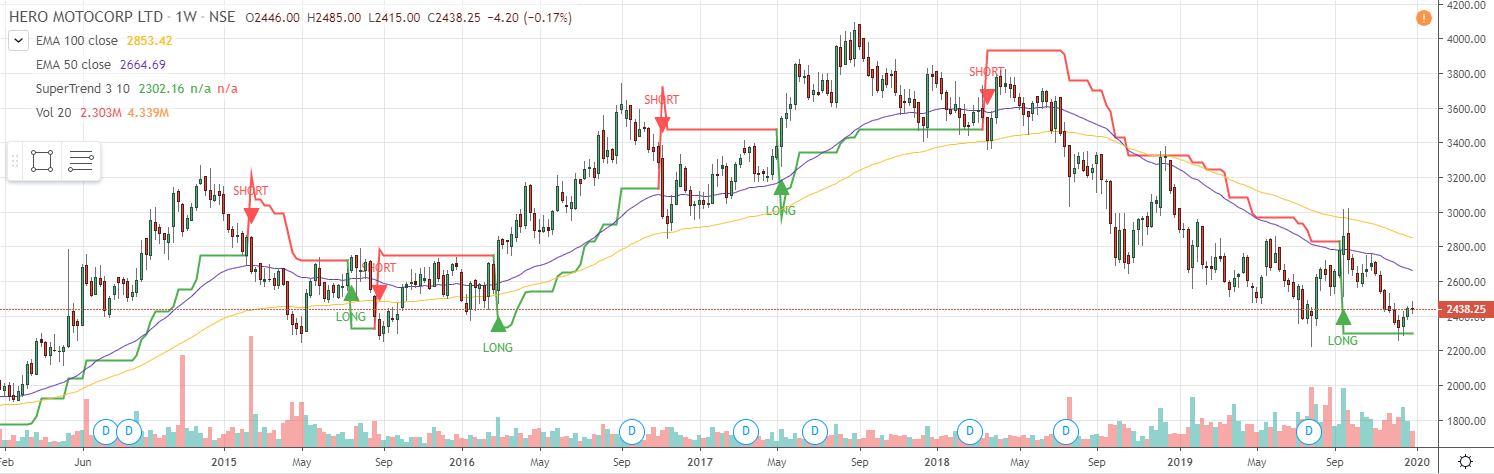 HERO MOTOCORP LTD · 1W · NSE O2446.00 H2485.00 L2415.00 C2438.25 −4.20 (−0.17%)
EMA 100 close 2853.42
EMA 50 close 2664.69
SuperTrend 3 10 2302.16 n/a n/a
Vol 20 2.303M 4.339M
SHORT
LONG
SHORT
LONG
SHORT
LONG
SHORT
LONG
4200.00
4000.00
3800.00
3600.00
3400.00
3200.00
3000.00
2800.00
2600.00
2438.25
2400.00
2200.00
2000.00
1800.00
D D D D D D D D
Feb Jun 2015 May Sep 2016 May Sep 2017 May Sep 2018 May Sep 2019 May Sep 2020